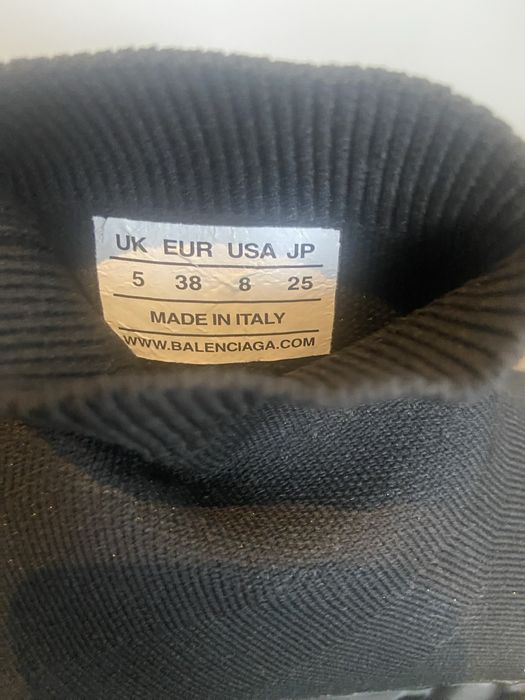 UK EUR USA JP
5 38 8 25
MADE IN ITALY
WWW.BALENCIAGA.COM